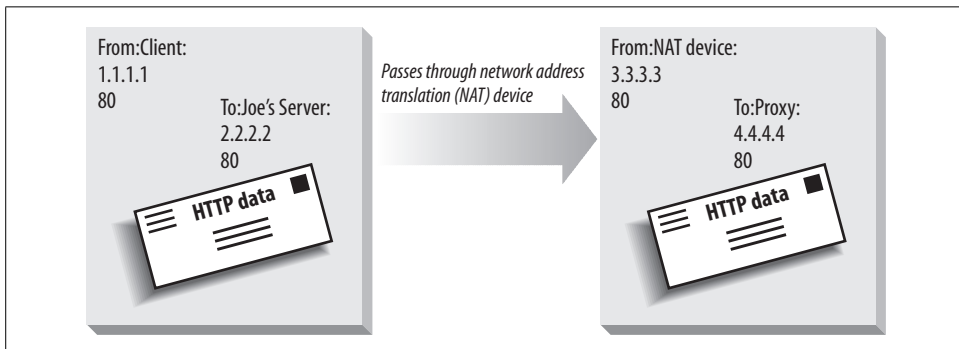 From:Client:
1.1.1.1
80
To:Joe's Server:
2.2.2.2
80
HTTP data
Passes through network address
translation (NAT) device
From:NAT device:
3.3.3.3
80
To:Proxy:
4.4.4.4
80
HTTP data